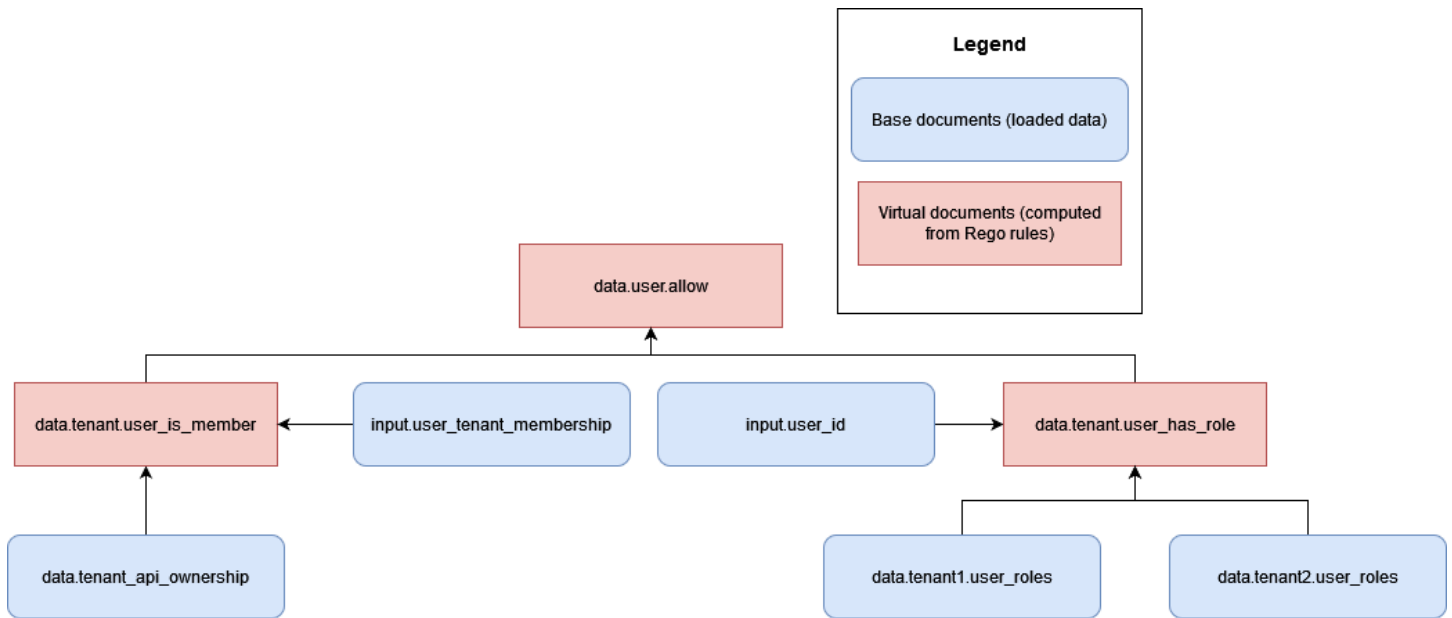 Legend
Base documents (loaded data)
Virtual documents (computed
from Rego rules)
data.user.allow
data.tenant.user_is_member
input.user_tenant_membership
input.user_id
data.tenant.user_has_role
data.tenant_api_ownership
data.tenant1.user_roles
data.tenant2.user_roles